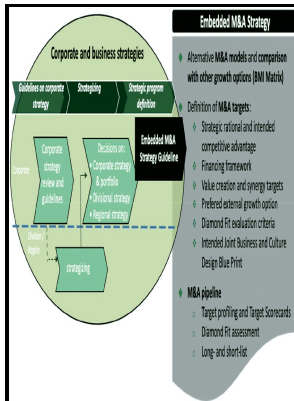 Corporate and business strategies
Guidelines on corporate
strategy
Strategizing
Strategic program
definition
Corporate
Corporate
strategy
review and
guidelines
Decisions on:
• Corporate strategy
& portfolio
• Divisional strategy
• Regional strategy
Embedded M&A
Strategy Guideline
Division /
Region
strategizing
Embedded M&A Strategy
Alternative M&A models and comparison
with other growth options (BMI Matrix)
Definition of M&A targets:
Strategic rational and intended
competitive advantage
Financing framework
Value creation and synergy targets
Prefered external growth option
Diamond Fit evaluation criteria
Intended Joint Business and Culture
Design Blue Print
M&A pipeline
Target profiling and Target Scorecards
Diamond Fit assessment
Long- and short-list